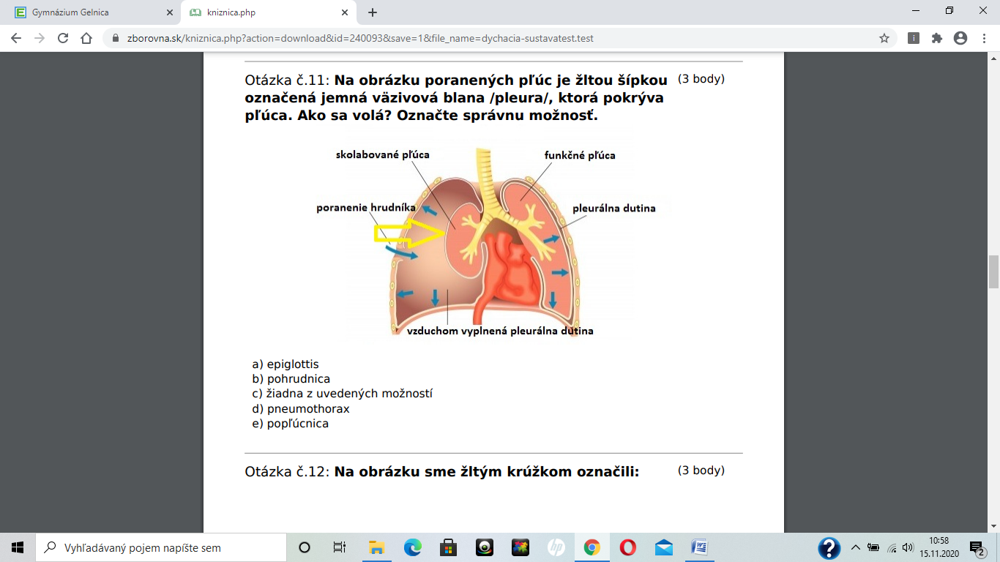 Gymnázium Gelnica
kniznica.php
zborovna.sk/kniznica.php?action=download&id=240093&save=1&file_name=dychacia-sustavatest.test
Otázka č.11: Na obrázku poranených pľúc je žltou šípkou (3 body)
označená jemná väzivová blana /pleura/, ktorá pokrýva
pľúca. Ako sa volá? Označte správnu možnosť.
skolabované pľúca
funkčné pľúca
poranenie hrudníka
pleurálna dutina
vzduchom vyplnená pleurálna dutina
a) epiglottis
b) pohrudnica
c) žiadna z uvedených možností
d) pneumothorax
e) popľúcnica
Otázka č.12: Na obrázku sme žltým krúžkom označili: (3 body)
Vyhľadávaný pojem napíšte sem
10:58
15.11.2020
2